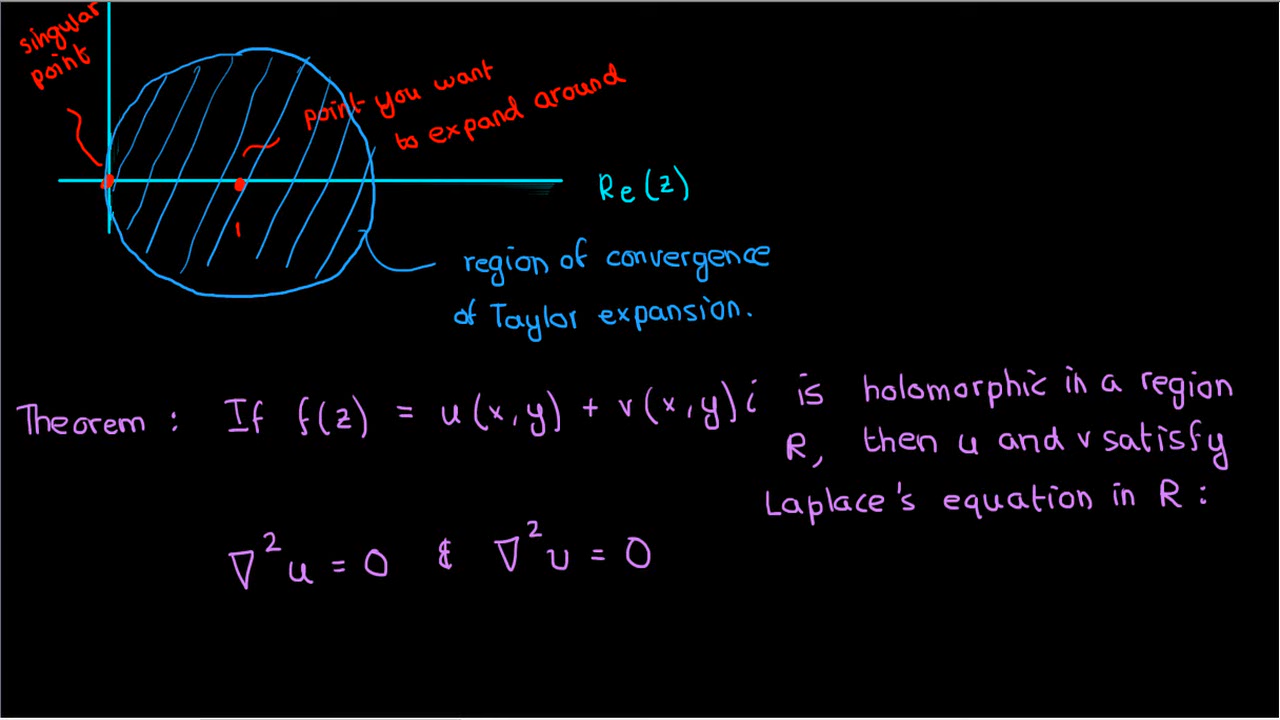 singular
point
point you want
to expand around
Re(z)
1
region of convergence
of Taylor expansion.
Theorem : If f(z) = u(x,y) + v(x,y)i is holomorphic in a region
R, then u and v satisfy
Laplace's equation in R :
∇²u = 0 & ∇²v = 0